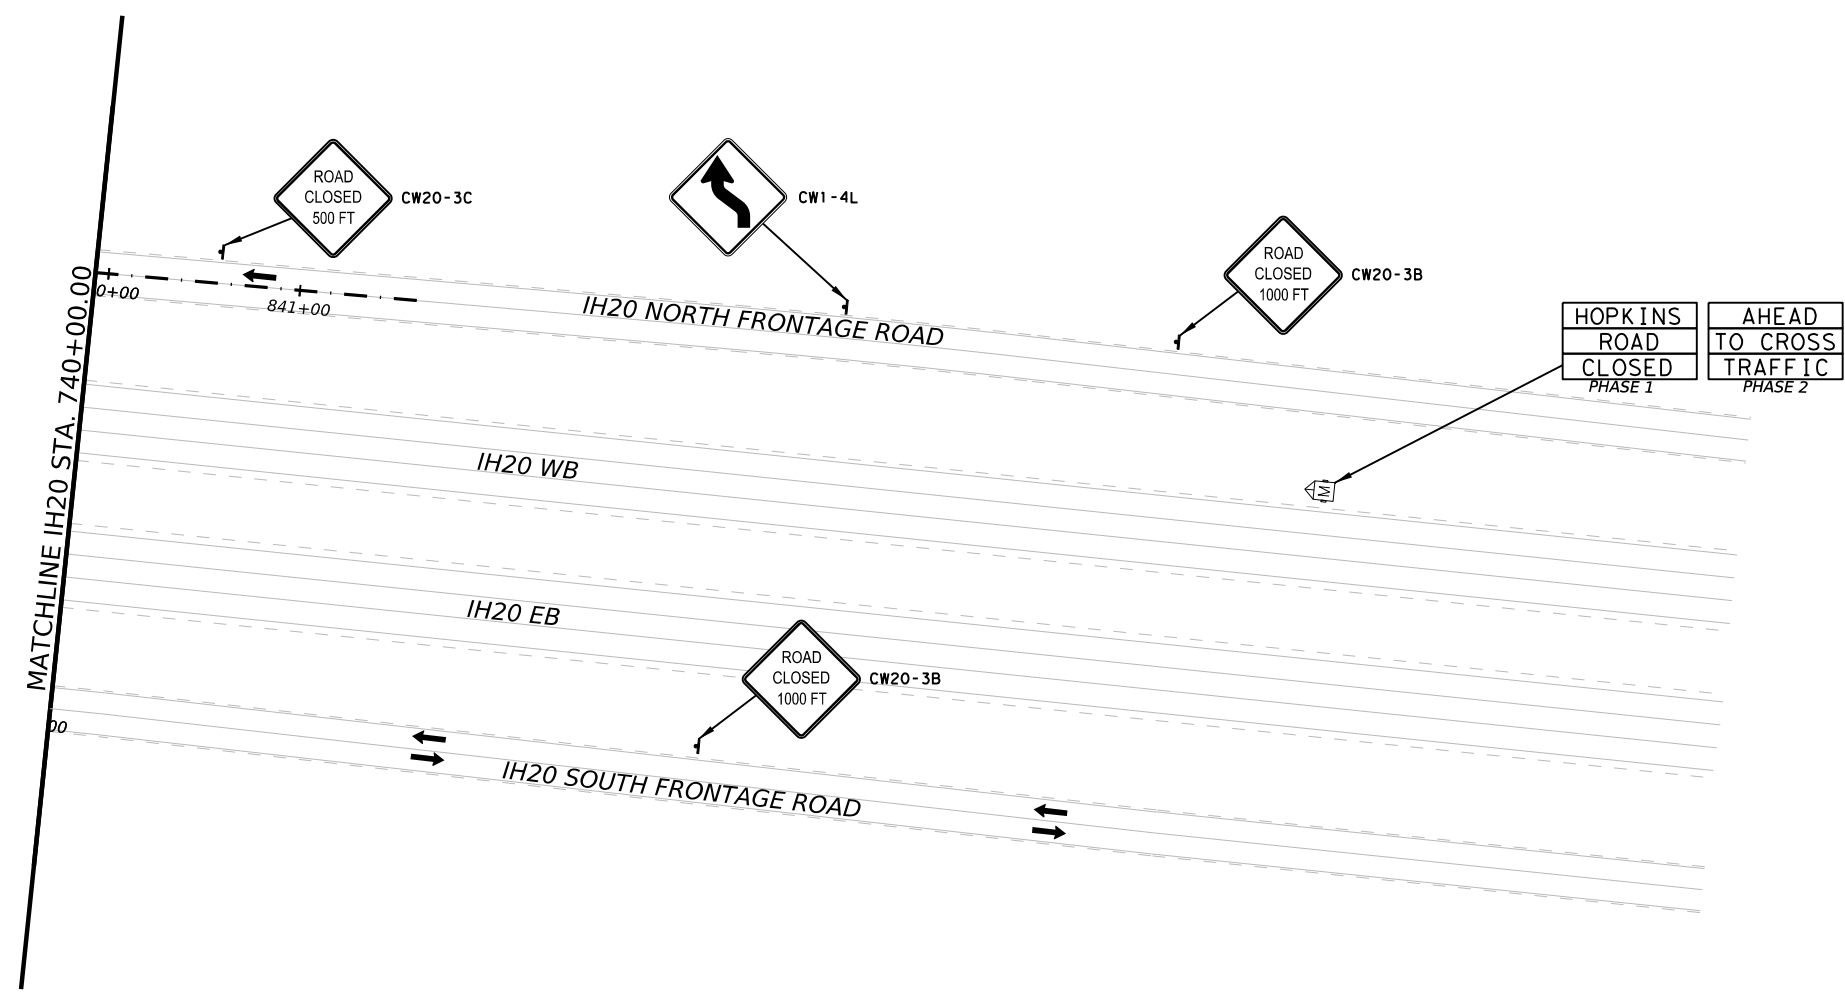 ROAD
CLOSED
500 FT
CW20-3C
CW1-4L
ROAD
CLOSED
1000 FT
CW20-3B
HOPKINS
ROAD
CLOSED
PHASE 1
AHEAD
TO CROSS
TRAFFIC
PHASE 2
0+00
841+00
IH20 NORTH FRONTAGE ROAD
MATCHLINE IH20 STA. 740+00.00
IH20 WB
M
IH20 EB
ROAD
CLOSED
1000 FT
CW20-3B
00
IH20 SOUTH FRONTAGE ROAD